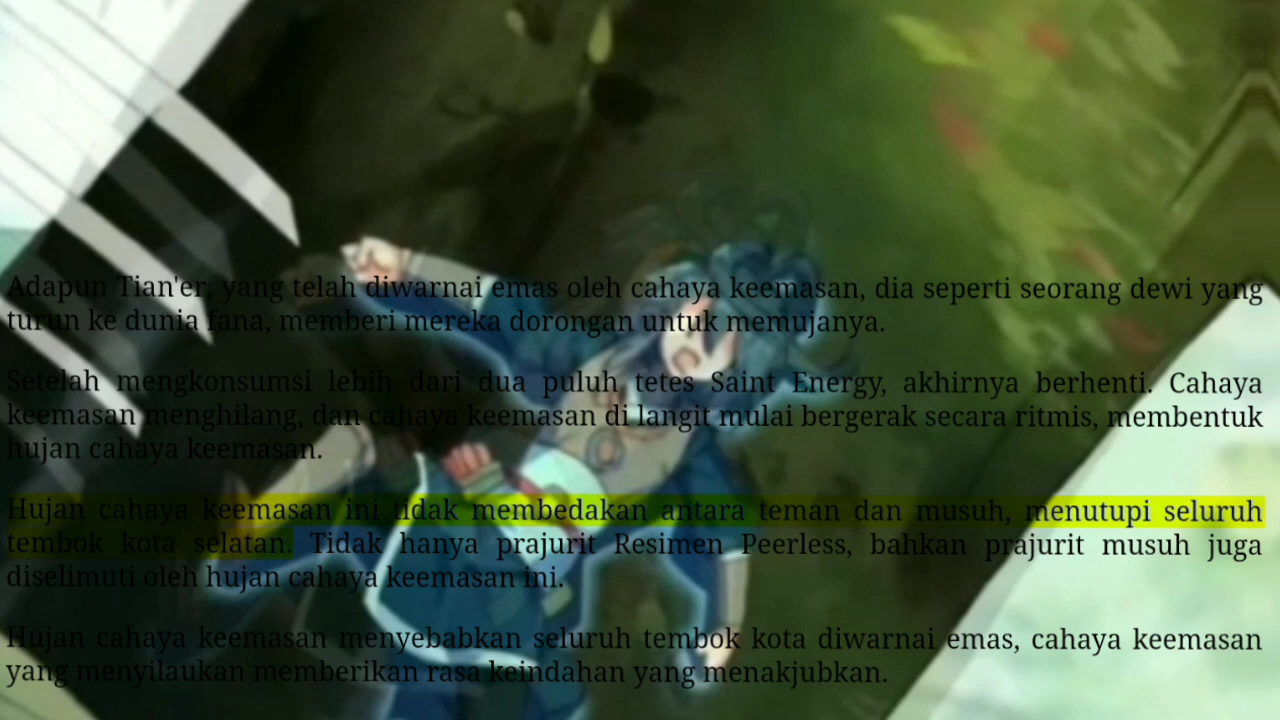 Adapun Tian'er, yang telah diwarnai emas oleh cahaya keemasan, dia seperti seorang dewi yang
turun ke dunia fana, memberi mereka dorongan untuk memujanya.
Setelah mengkonsumsi lebih dari dua puluh tetes Saint Energy, akhirnya berhenti. Cahaya
keemasan menghilang, dan cahaya keemasan di langit mulai bergerak secara ritmis, membentuk
hujan cahaya keemasan.
Hujan cahaya keemasan ini tidak membedakan antara teman dan musuh, menutupi seluruh
tembok kota selatan. Tidak hanya prajurit Resimen Peerless, bahkan prajurit musuh juga
diselimuti oleh hujan cahaya keemasan ini.
Hujan cahaya keemasan menyebabkan seluruh tembok kota diwarnai emas, cahaya keemasan
yang menyilaukan memberikan rasa keindahan yang menakjubkan.